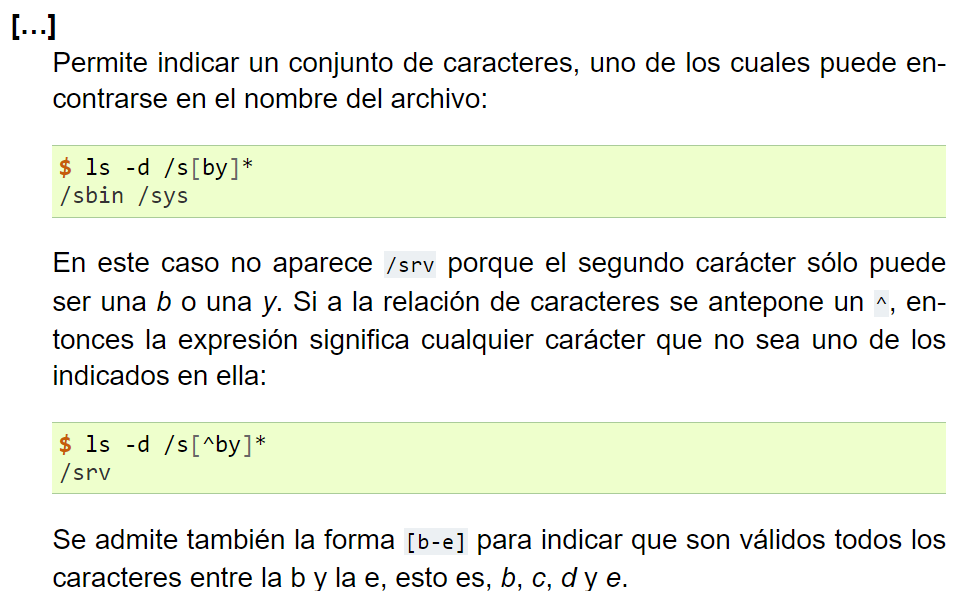 […]
Permite indicar un conjunto de caracteres, uno de los cuales puede en-
contrarse en el nombre del archivo:
$ ls -d /s[by]*
/sbin /sys
En este caso no aparece /srv porque el segundo carácter sólo puede
ser una b o una y. Si a la relación de caracteres se antepone un ^, en-
tonces la expresión significa cualquier carácter que no sea uno de los
indicados en ella:
$ ls -d /s[^by]*
/srv
Se admite también la forma [b-e] para indicar que son válidos todos los
caracteres entre la b y la e, esto es, b, c, d y e.